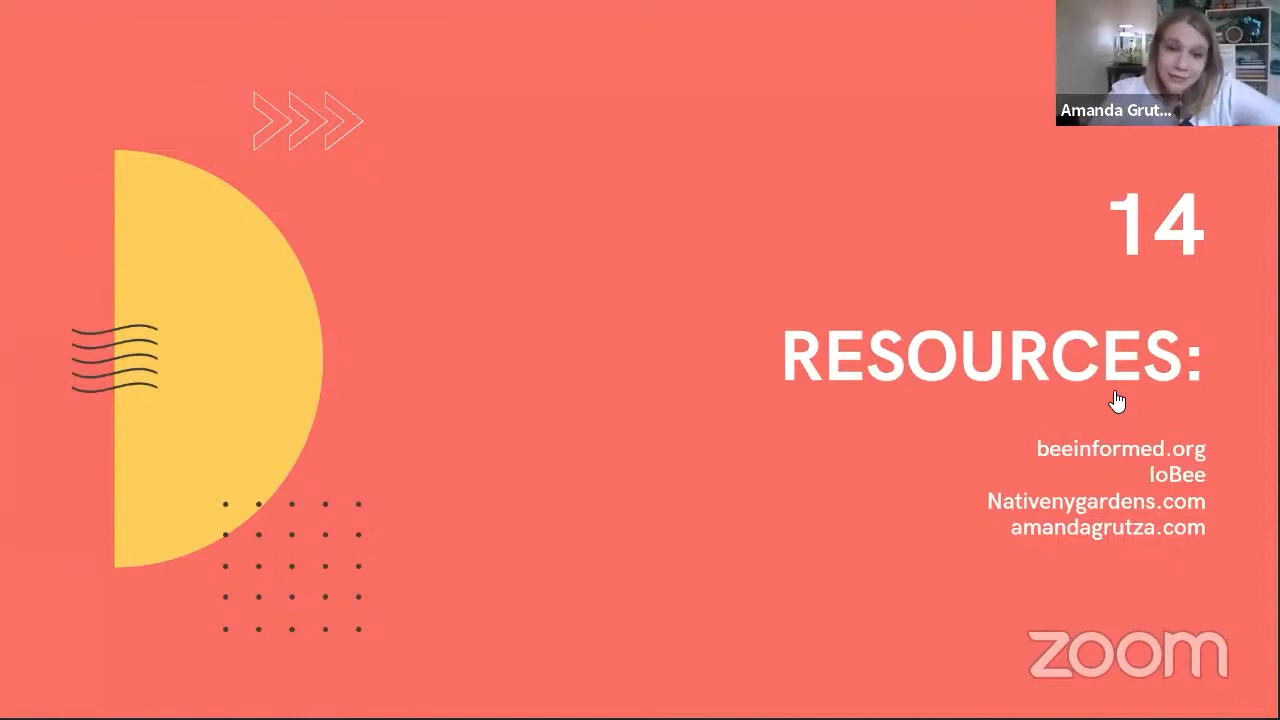 Amanda Grut...
14
RESOURCES:
beeinformed.org
IoBee
Nativenygardens.com
amandagrutza.com
zoom